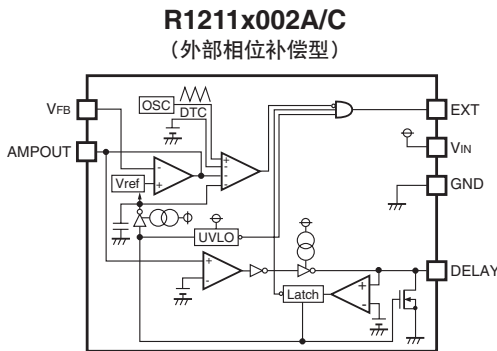 R1211x002A/C
（外部相位补偿型）
VFB
OSC
DTC
EXT
AMPOUT
VIN
Vref
GND
UVLO
DELAY
Latch